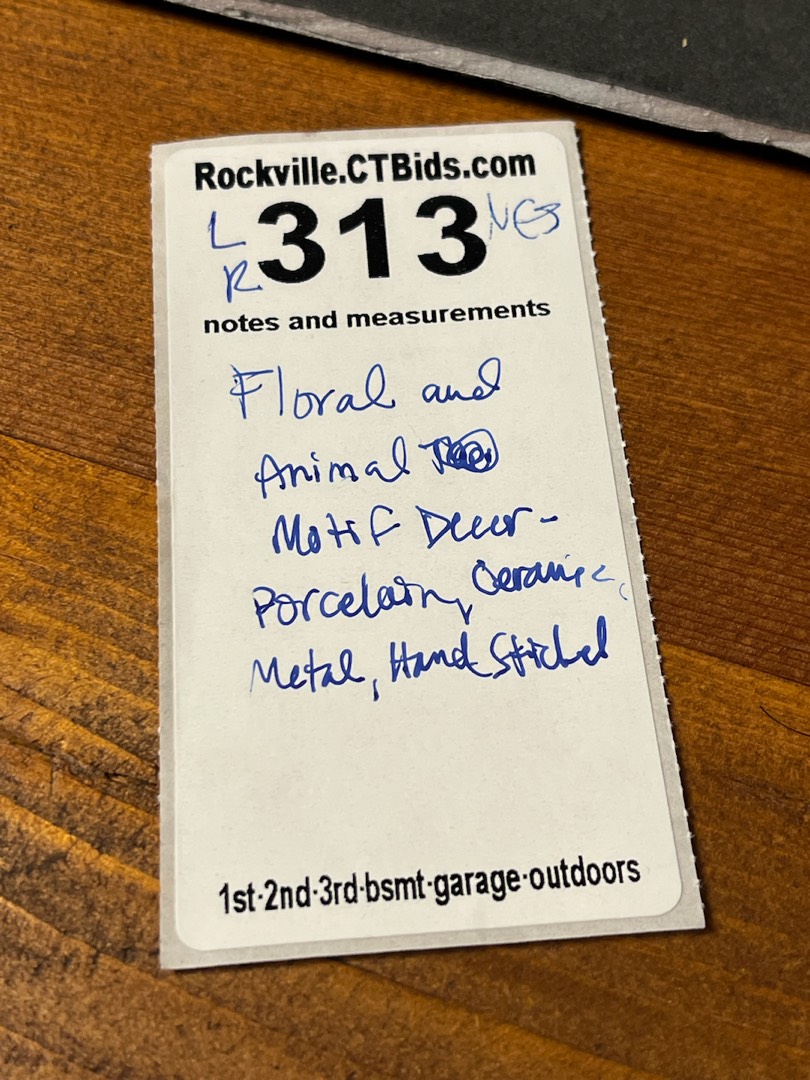 Rockville.CTBids.com
L 313 NES
R
notes and measurements
Floral and
Animal
Motif Decor-
Porcelain, Ceramic,
Metal, Hand Stiched
1st·2nd·3rd·bsmt·garage·outdoors